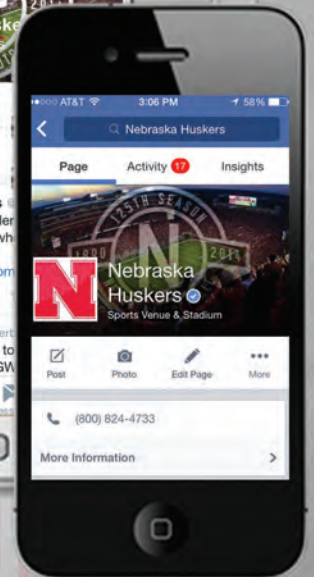 AT&T 3:06 PM 58%
Nebraska Huskers
Page Activity 17 Insights
125TH SEASON
1890 N 2014
N
Nebraska
Huskers
Sports Venue & Stadium
Post Photo Edit Page More
(800) 824-4733
More Information